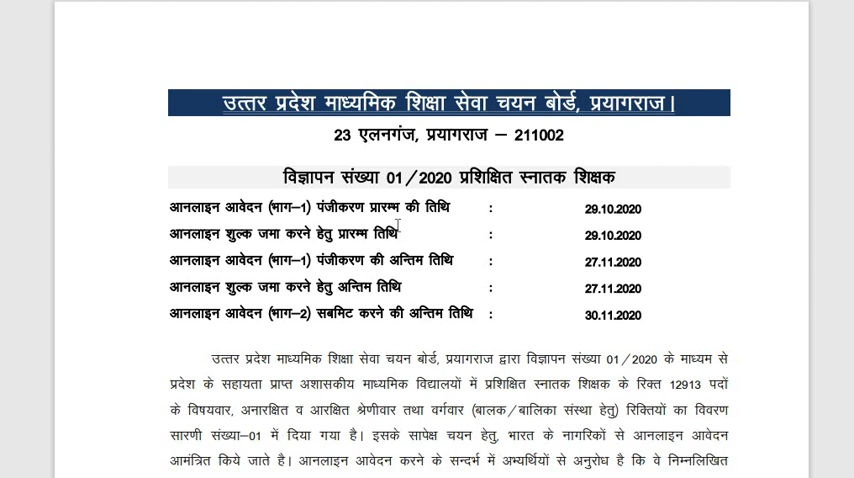 उत्तर प्रदेश माध्यमिक शिक्षा सेवा चयन बोर्ड, प्रयागराज।
23 एलनगंज, प्रयागराज – 211002
विज्ञापन संख्या 01/2020 प्रशिक्षित स्नातक शिक्षक
आनलाइन आवेदन (भाग–1) पंजीकरण प्रारम्भ की तिथि : 29.10.2020
आनलाइन शुल्क जमा करने हेतु प्रारम्भ तिथि : 29.10.2020
आनलाइन आवेदन (भाग–1) पंजीकरण की अन्तिम तिथि : 27.11.2020
आनलाइन शुल्क जमा करने हेतु अन्तिम तिथि : 27.11.2020
आनलाइन आवेदन (भाग–2) सबमिट करने की अन्तिम तिथि : 30.11.2020
उत्तर प्रदेश माध्यमिक शिक्षा सेवा चयन बोर्ड, प्रयागराज द्वारा विज्ञापन संख्या 01/2020 के माध्यम से
प्रदेश के सहायता प्राप्त अशासकीय माध्यमिक विद्यालयों में प्रशिक्षित स्नातक शिक्षक के रिक्त 12913 पदों
के विषयवार, अनारक्षित व आरक्षित श्रेणीवार तथा वर्गवार (बालक/बालिका संस्था हेतु) रिक्तियों का विवरण
सारणी संख्या–01 में दिया गया है। इसके सापेक्ष चयन हेतु, भारत के नागरिकों से आनलाइन आवेदन
आमंत्रित किये जाते है। आनलाइन आवेदन करने के सन्दर्भ में अभ्यर्थियों से अनुरोध है कि वे निम्नलिखित